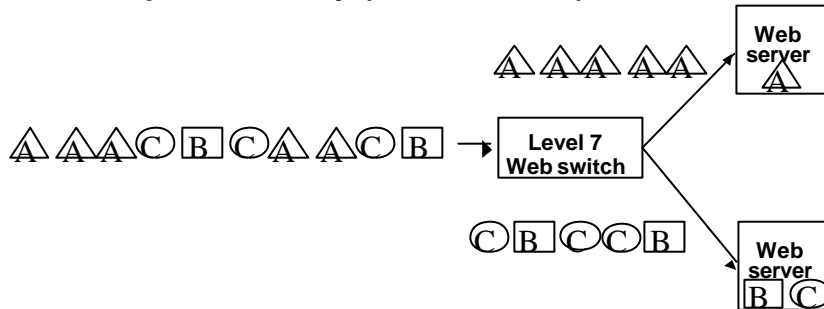 Web
server
A
A A A A A
A A A C B C A A C B
Level 7
Web switch
C B C C B
Web
server
B C